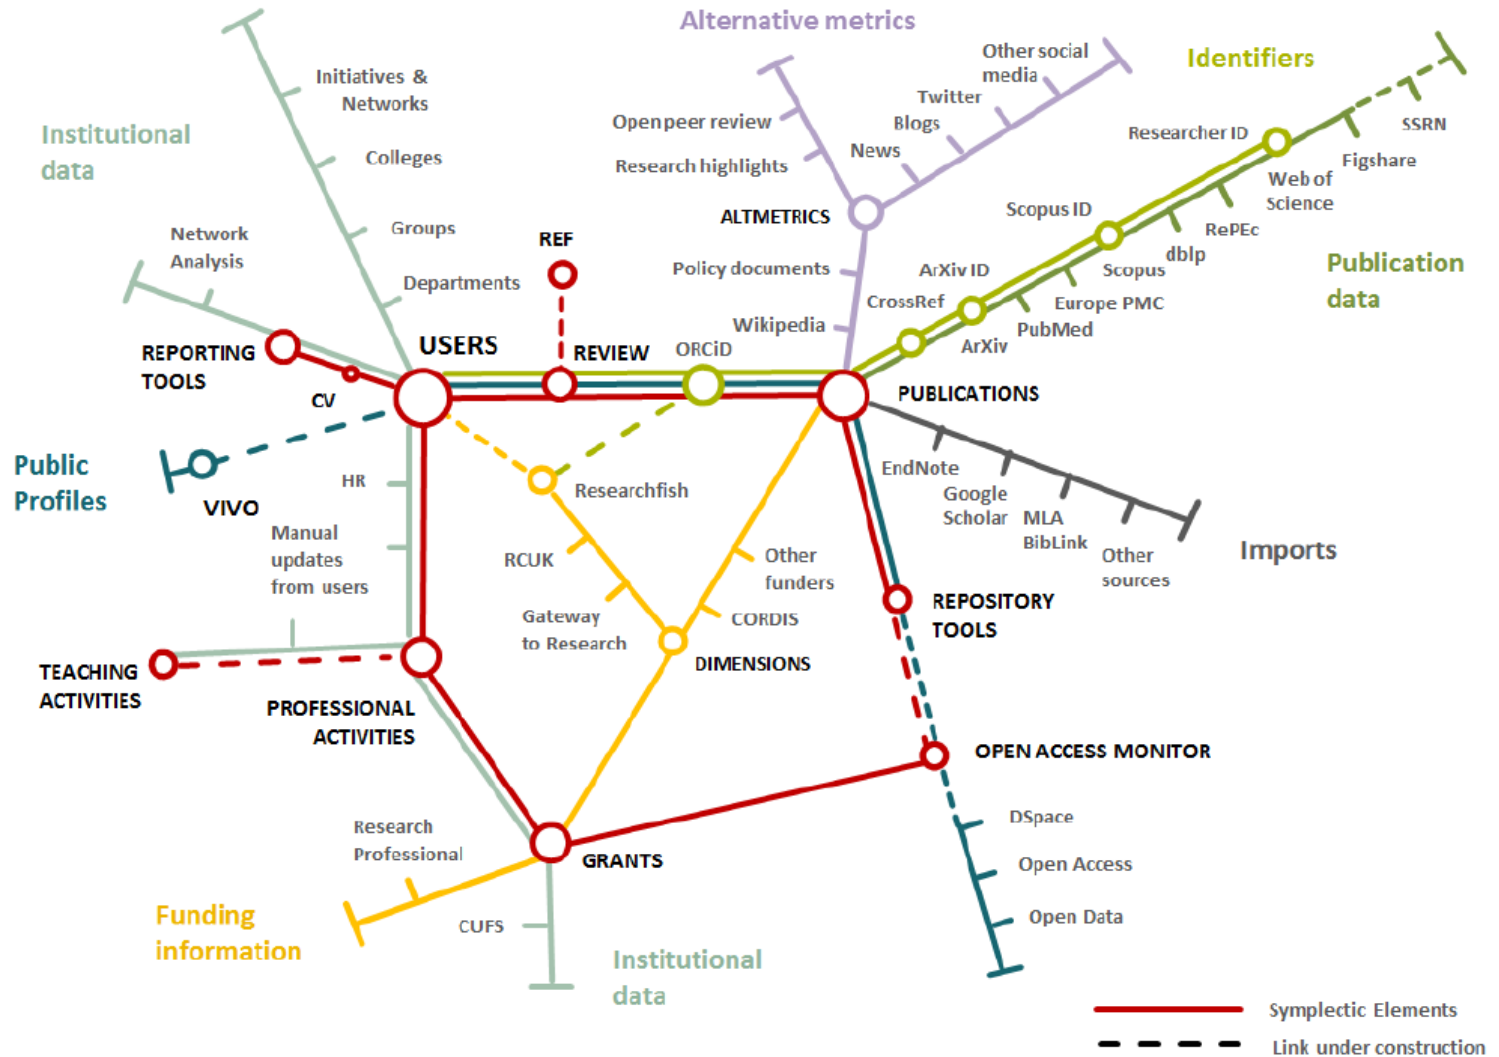 Alternative metrics
Other social
media
Identifiers
Initiatives &
Networks
Twitter
Open peer review
Blogs
Researcher ID
SSRN
Institutional
data
Colleges
News
Research highlights
Figshare
Web of
Science
ALTMETRICS
Scopus ID
Groups
RePEc
Network
Analysis
REF
dblp
Policy documents
ArXiv ID
Scopus
Publication
data
Departments
CrossRef
Europe PMC
Wikipedia
PubMed
USERS
REVIEW
ORCiD
ArXiv
REPORTING
TOOLS
CV
PUBLICATIONS
Public
Profiles
VIVO
HR
EndNote
Researchfish
Google
Scholar
MLA
BibLink
Manual
updates
from users
Other
sources
Imports
RCUK
Other
funders
REPOSITORY
TOOLS
Gateway
to Research
CORDIS
DIMENSIONS
TEACHING
ACTIVITIES
PROFESSIONAL
ACTIVITIES
OPEN ACCESS MONITOR
DSpace
Research
Professional
GRANTS
Open Access
Funding
information
CUFS
Open Data
Institutional
data
Symplectic Elements
Link under construction